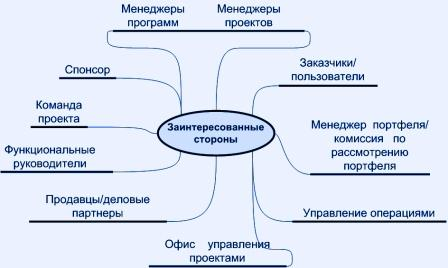 Менеджеры программ
Менеджеры проектов
Спонсор
Заказчики/
пользователи
Команда
проекта
Заинтересованные
стороны
Менеджер портфеля/
комиссия по
рассмотрению
портфеля
Функциональные
руководители
Продавцы/деловые
партнеры
Управление операциями
Офис управления
проектами